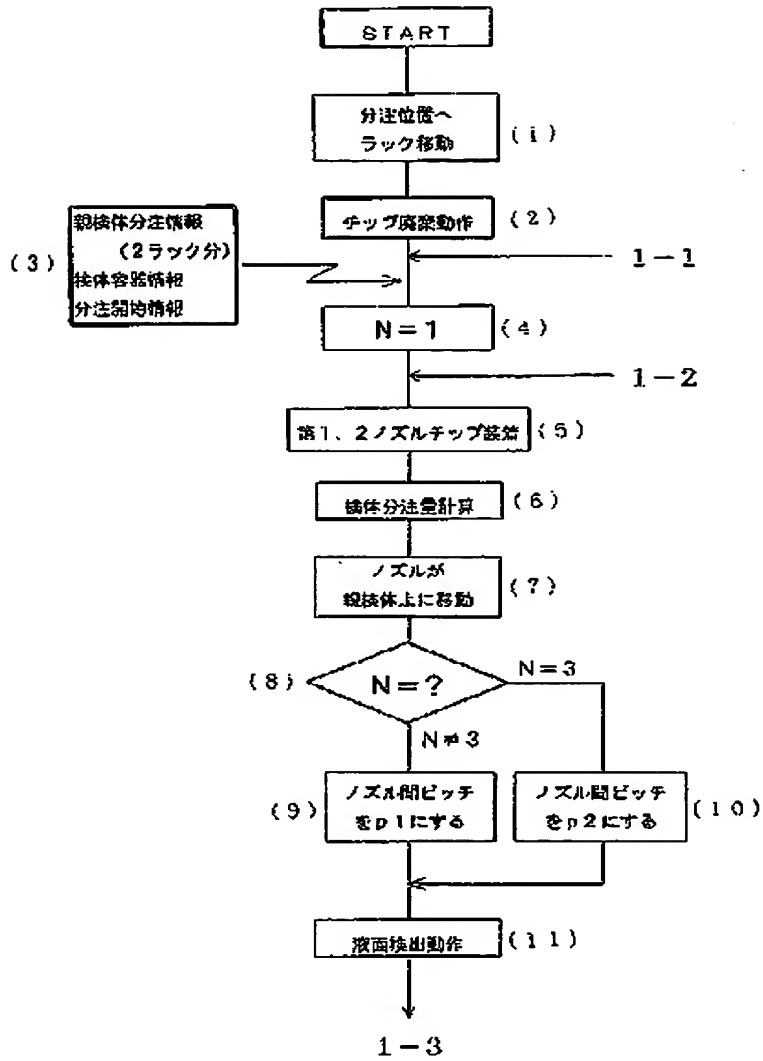 START
分注位置へ
ラック移動
(1)
チップ廃棄動作
(2)
親検体分注情報
(2ラック分)
検体容器情報
分注開始情報
(3)
1-1
N=1
(4)
1-2
第1、2ノズルチップ装着
(5)
検体分注量計算
(6)
ノズルが
親検体上に移動
(7)
(8)
N=?
N=3
N≠3
(9)
ノズル間ピッチ
をp1にする
ノズル間ピッチ
をp2にする
(10)
液面検出動作
(11)
1-3